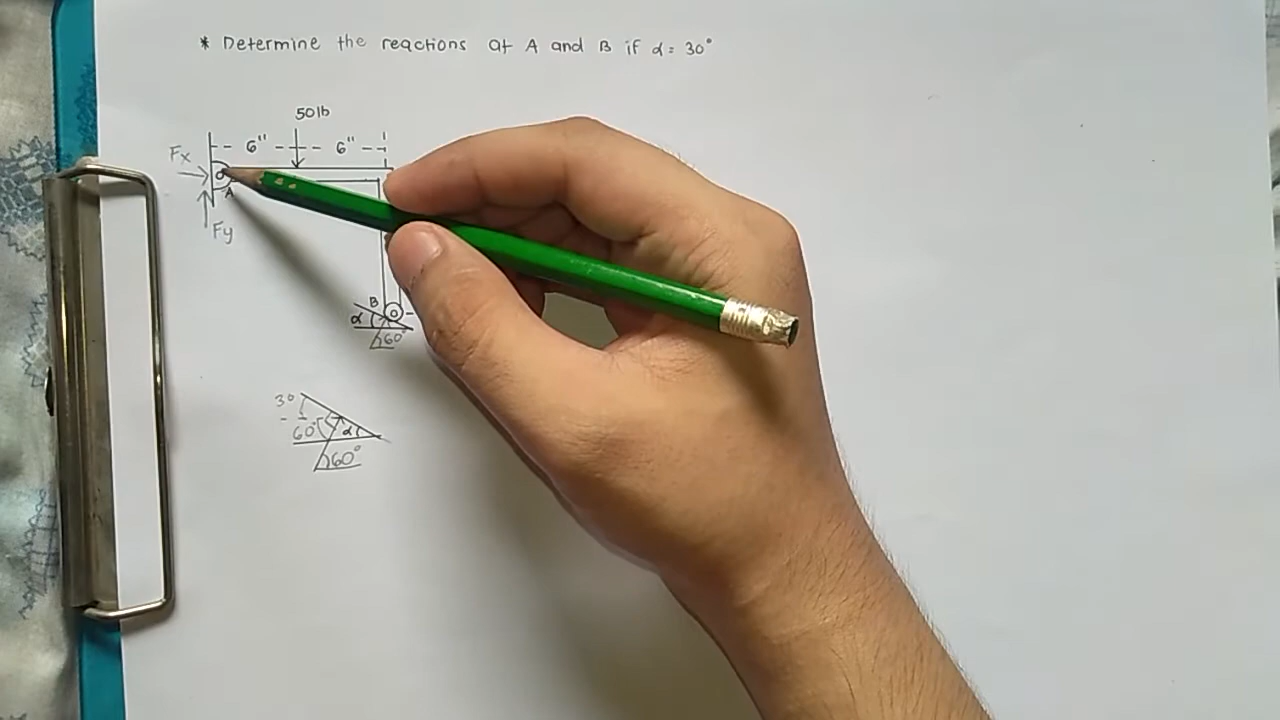 * Determine the reactions at A and B if α = 30°
50lb
6" 6"
Fx
A
Fy
B
α
60°
30
60°
α
60°